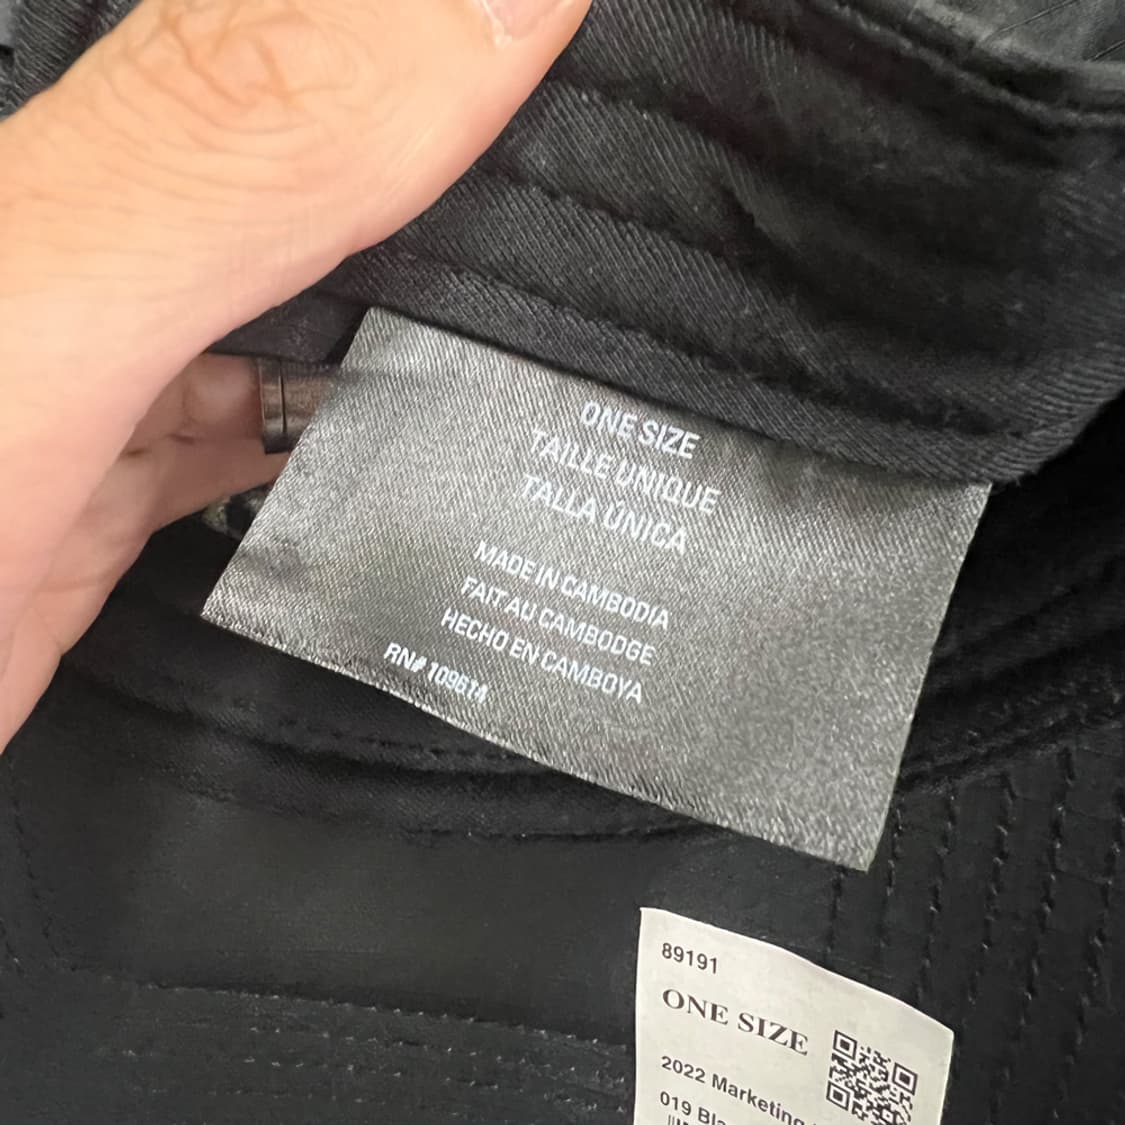 ONE SIZE
TAILLE UNIQUE
TALLA ÚNICA
MADE IN CAMBODIA
FAIT AU CAMBODGE
HECHO EN CAMBOYA
RN# 109614
89191
ONE SIZE
2022 Marketing
019